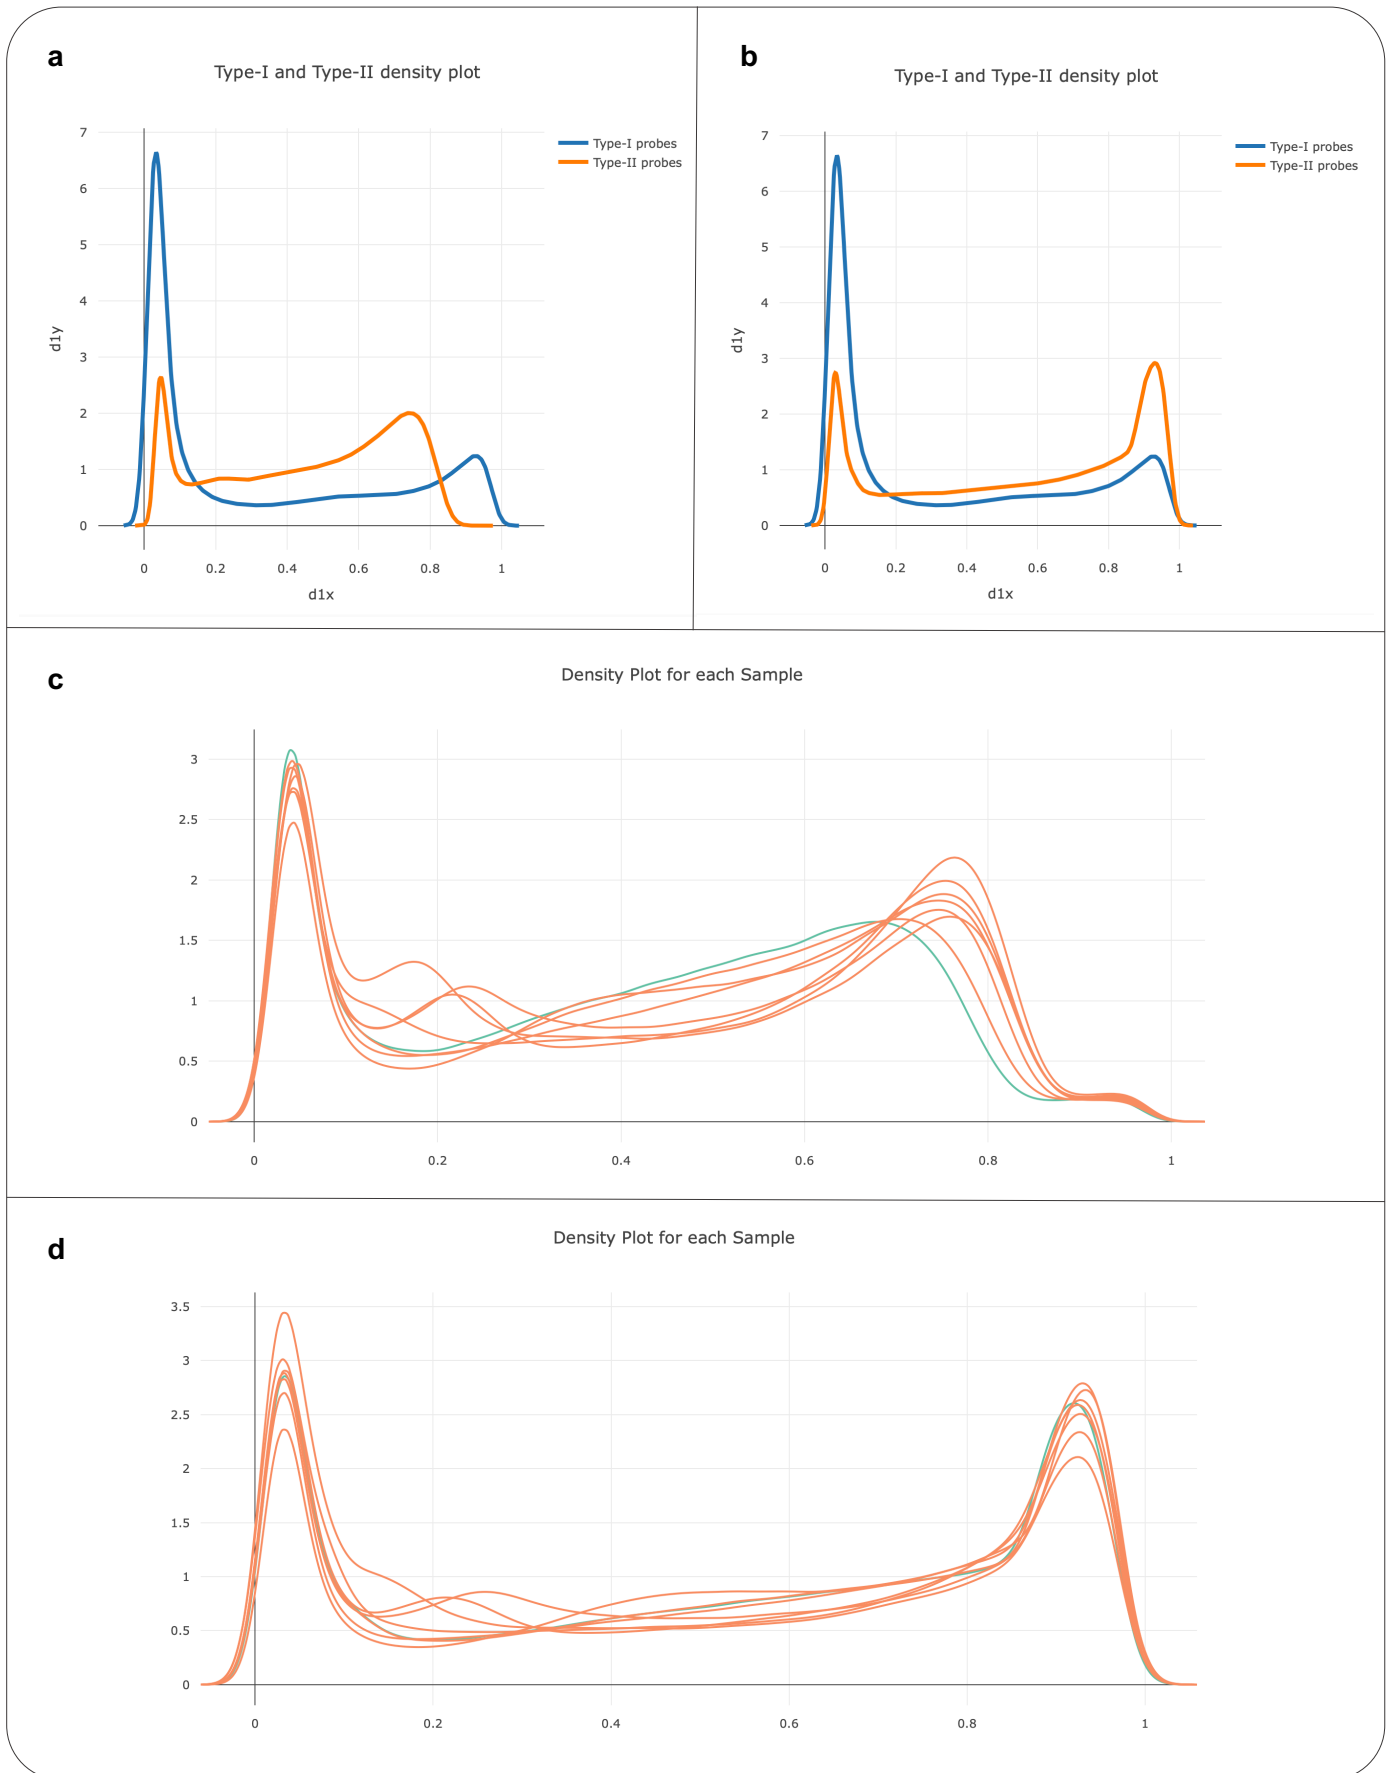 a
Type-I and Type-II density plot
Type-I probes
Type-II probes
7
6
5
4
3
2
1
0
d1y
0 0.2 0.4 0.6 0.8 1
d1x
b
Type-I and Type-II density plot
Type-I probes
Type-II probes
7
6
5
4
3
2
1
0
d1y
0 0.2 0.4 0.6 0.8 1
d1x
c
Density Plot for each Sample
3
2.5
2
1.5
1
0.5
0
0 0.2 0.4 0.6 0.8 1
d
Density Plot for each Sample
3.5
3
2.5
2
1.5
1
0.5
0
0 0.2 0.4 0.6 0.8 1